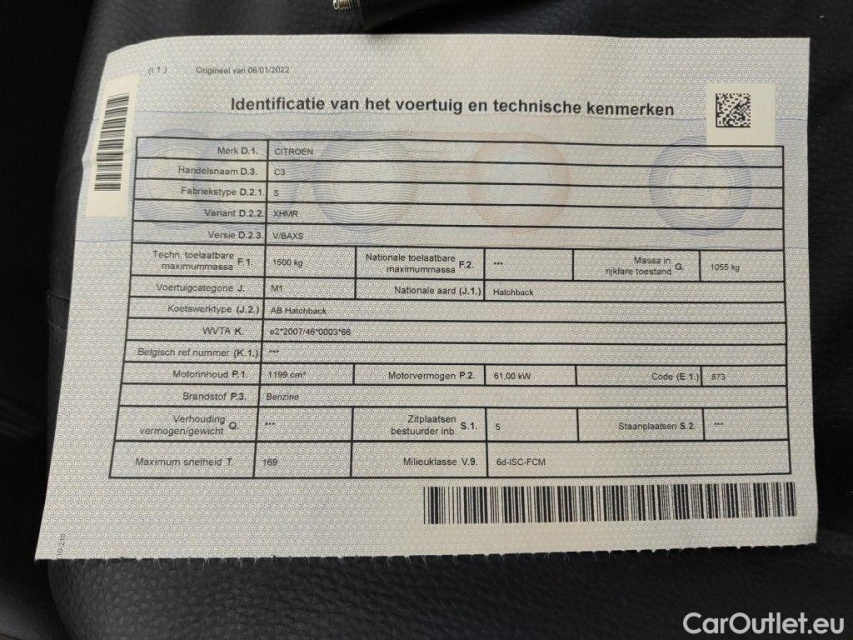 (I.1.) Origineel van 06/01/2022
Identificatie van het voertuig en technische kenmerken
Merk D.1. CITROEN
Handelsnaam D.3. C3
Fabriekstype D.2.1. S
Variant D.2.2. XHMR
Versie D.2.3. V/BAXS
Techn. toelaatbare maximummassa F.1. 1500 kg Nationale toelaatbare maximummassa F.2. *** Massa in rijklare toestand G. 1055 kg
Voertuigcategorie J. M1 Nationale aard (J.1.) Hatchback
Koetswerktype (J.2.) AB Hatchback
WVTA K. e2*2007/46*0003*66
Belgisch ref nummer (K.1.) ***
Motorinhoud P.1. 1199 cm³ Motorvermogen P.2. 61,00 kW Code (E.1.) 873
Brandstof P.3. Benzine
Verhouding vermogen/gewicht Q. *** Zitplaatsen bestuurder inb. S.1. 5 Staanplaatsen S.2. ***
Maximum snelheid T. 169 Milieuklasse V.9. 6d-ISC-FCM
CarOutlet.eu